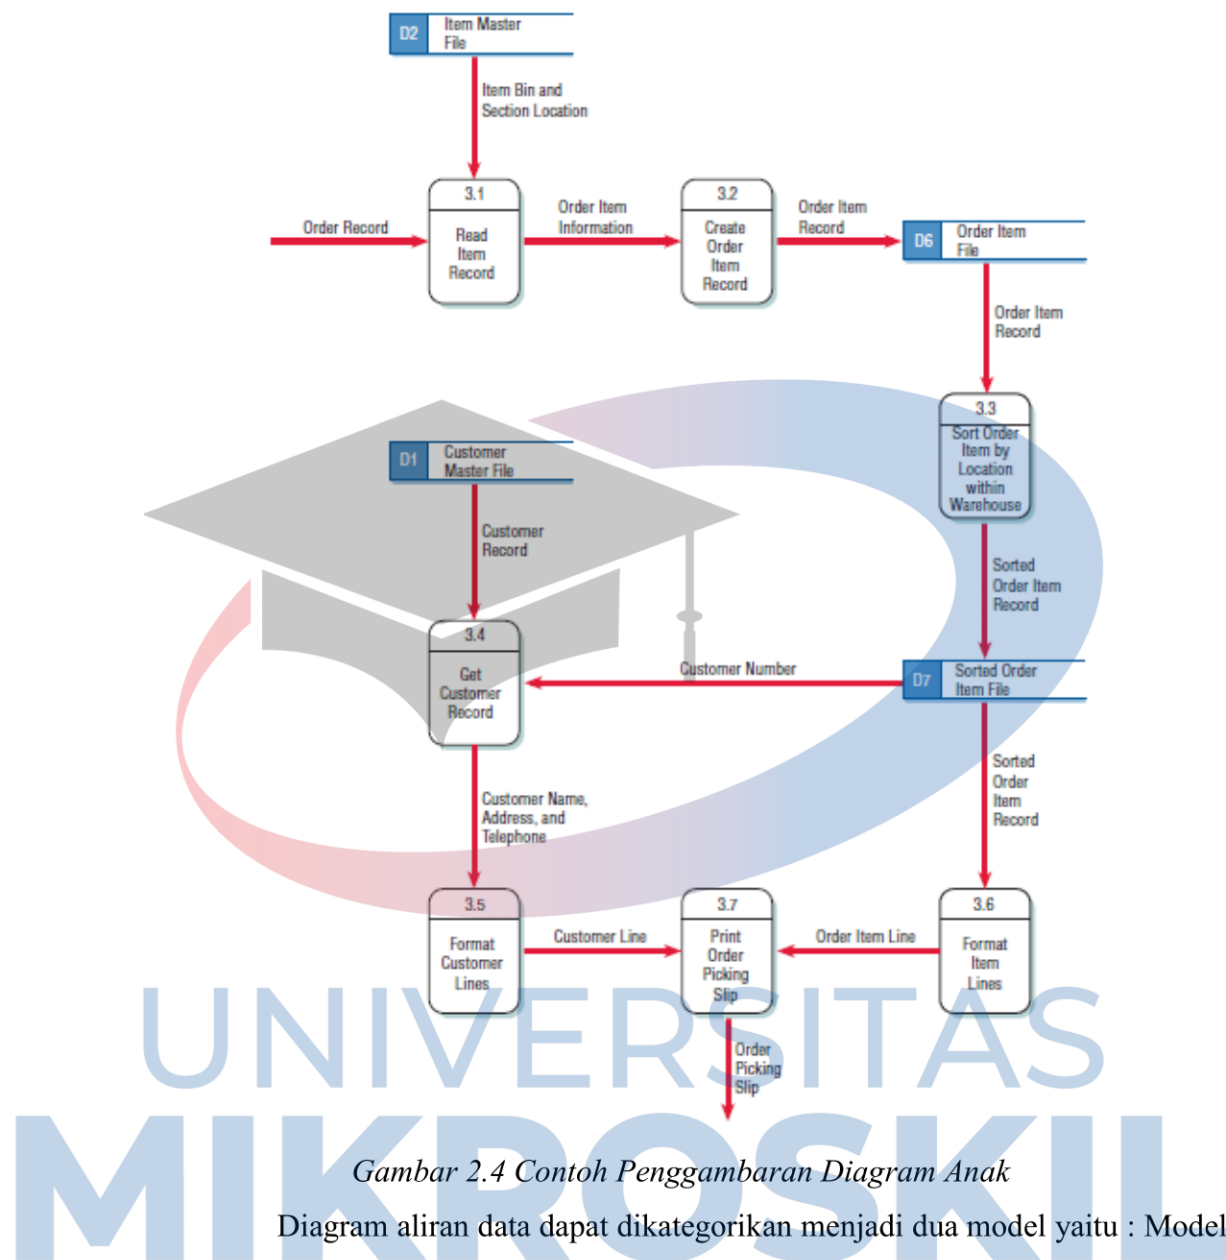 D2
Item Master
File
Item Bin and
Section Location
3.1
Read
Item
Record
Order Record
Order Item
Information
3.2
Create
Order
Item
Record
Order Item
Record
D6
Order Item
File
Order Item
Record
3.3
Sort Order
Item by
Location
within
Warehouse
D1
Customer
Master File
Customer
Record
Sorted
Order Item
Record
3.4
Get
Customer
Record
Customer Number
D7
Sorted Order
Item File
Customer Name,
Address, and
Telephone
Sorted
Order
Item
Record
3.5
Format
Customer
Lines
Customer Line
3.7
Print
Order
Picking
Slip
Order Item Line
3.6
Format
Item
Lines
Order
Picking
Slip
UNIVERSITAS
MIKROSKIL
Gambar 2.4 Contoh Penggambaran Diagram Anak
Diagram aliran data dapat dikategorikan menjadi dua model yaitu : Model